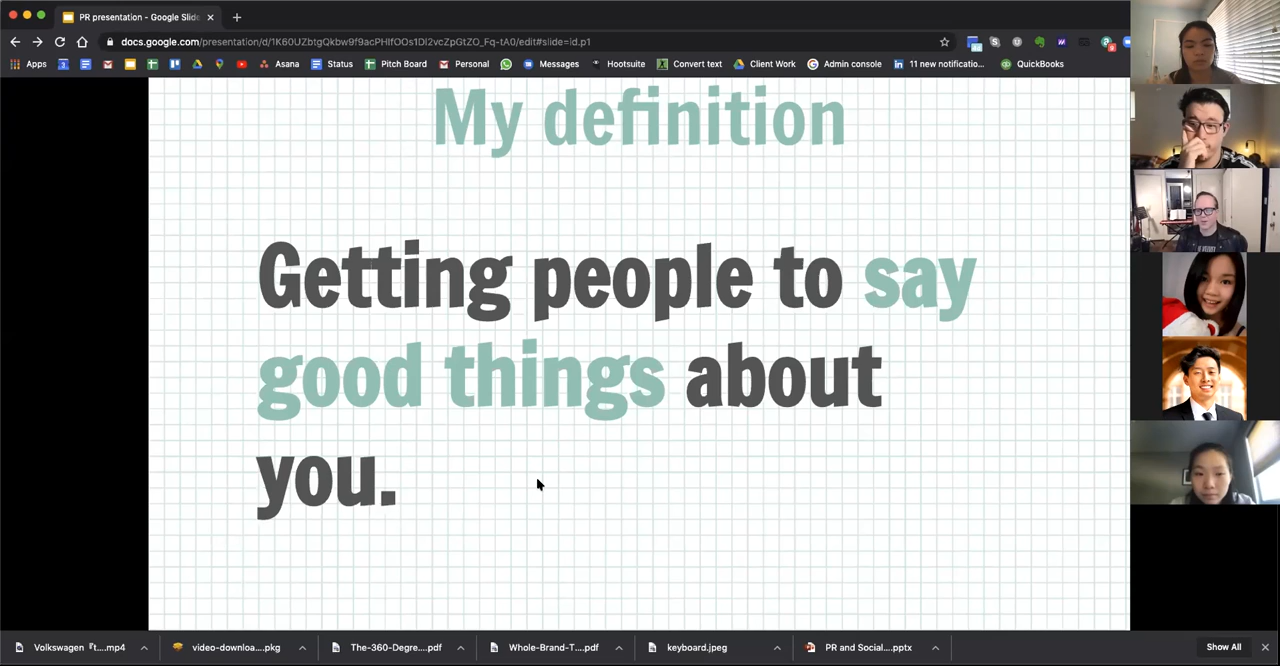 PR presentation - Google Slide
docs.google.com/presentation/d/1K60UZbtgQkbw9f9acPHIfOOs1DI2vcZpGtZO_Fq-tA0/edit#slide=id.p1
Apps Asana Status Pitch Board Personal Messages Hootsuite Convert text Client Work Admin console 11 new notificatio... QuickBooks
My definition
Getting people to say
good things about
you.
Volkswagen 『t....mp4 video-downloa....pkg The-360-Degre....pdf Whole-Brand-T....pdf keyboard.jpeg PR and Social....pptx Show All